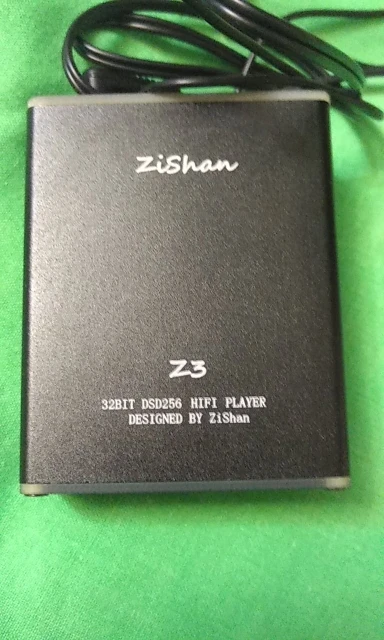 ZiShan
Z3
32BIT DSD256 HIFI PLAYER
DESIGNED BY ZiShan